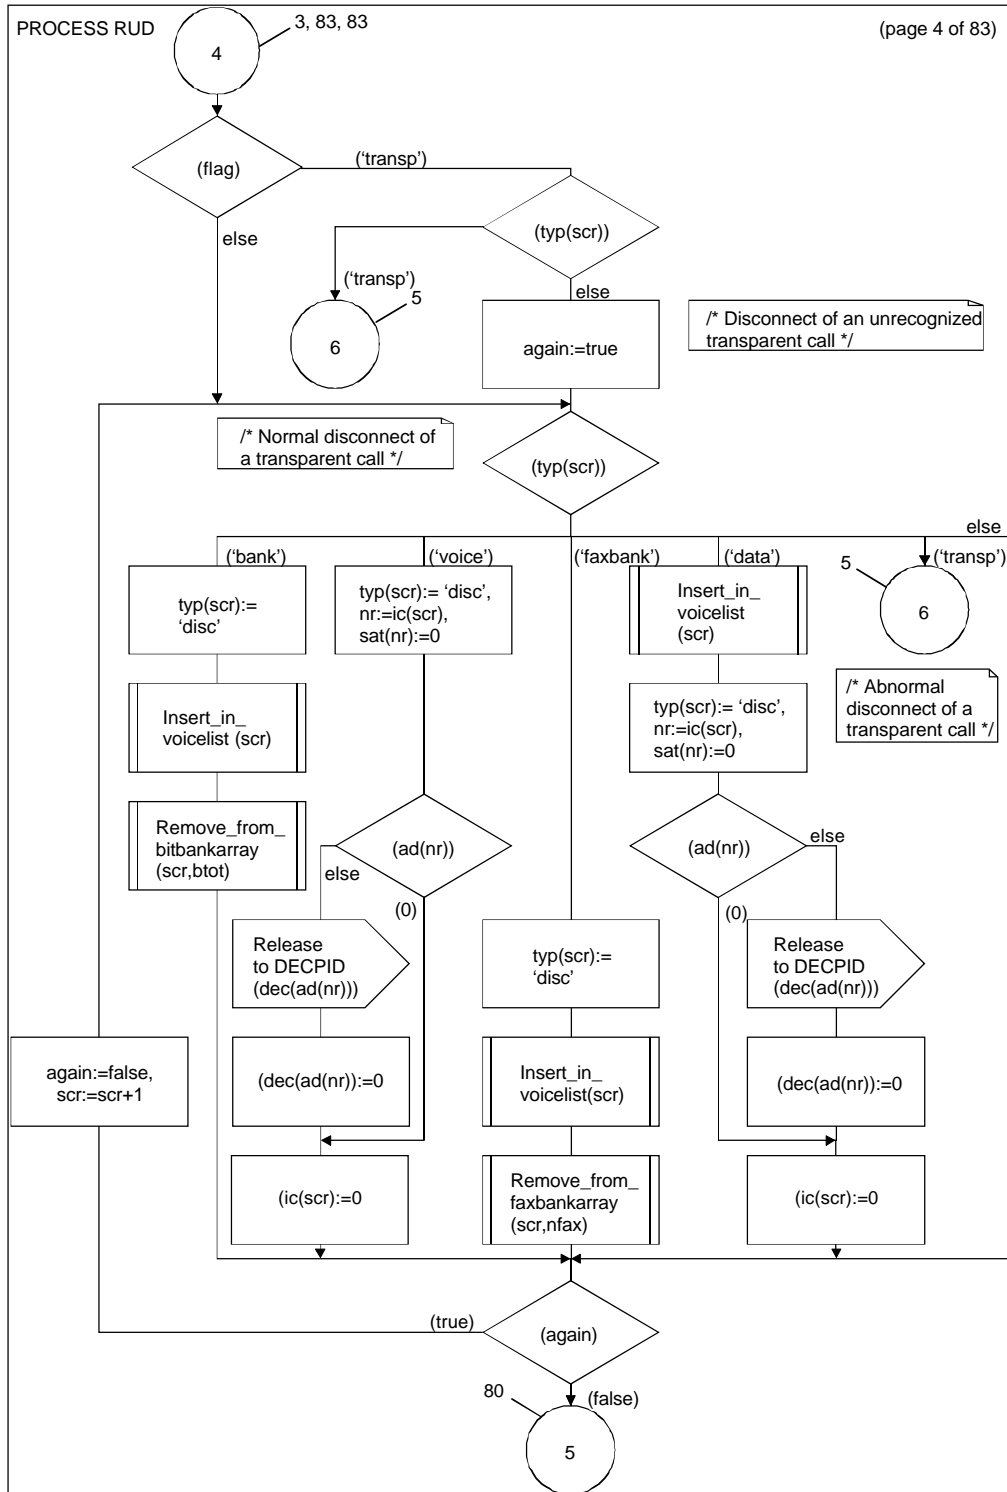 PROCESS RUD
3, 83, 83
(page 4 of 83)
4
(flag)
(‘transp’)
(typ(scr))
else
(‘transp’)
else
5
6
again:=true
/* Disconnect of an unrecognized
transparent call */
/* Normal disconnect of
a transparent call */
(typ(scr))
else
(‘bank’)
(‘voice’)
(‘faxbank’)
(‘data’)
(‘transp’)
typ(scr):=
‘disc’
typ(scr):= ‘disc’,
nr:=ic(scr),
sat(nr):=0
Insert_in_
voicelist
(scr)
5
6
Insert_in_
voicelist (scr)
typ(scr):= ‘disc’,
nr:=ic(scr),
sat(nr):=0
/* Abnormal
disconnect of a
transparent call */
Remove_from_
bitbankarray
(scr,btot)
(ad(nr))
else
(0)
(ad(nr))
else
(0)
Release
to DECPID
(dec(ad(nr)))
typ(scr):=
‘disc’
Release
to DECPID
(dec(ad(nr)))
again:=false,
scr:=scr+1
(dec(ad(nr)):=0
Insert_in_
voicelist(scr)
(dec(ad(nr)):=0
(ic(scr):=0
Remove_from_
faxbankarray
(scr,nfax)
(ic(scr):=0
(true)
(again)
80
(false)
5